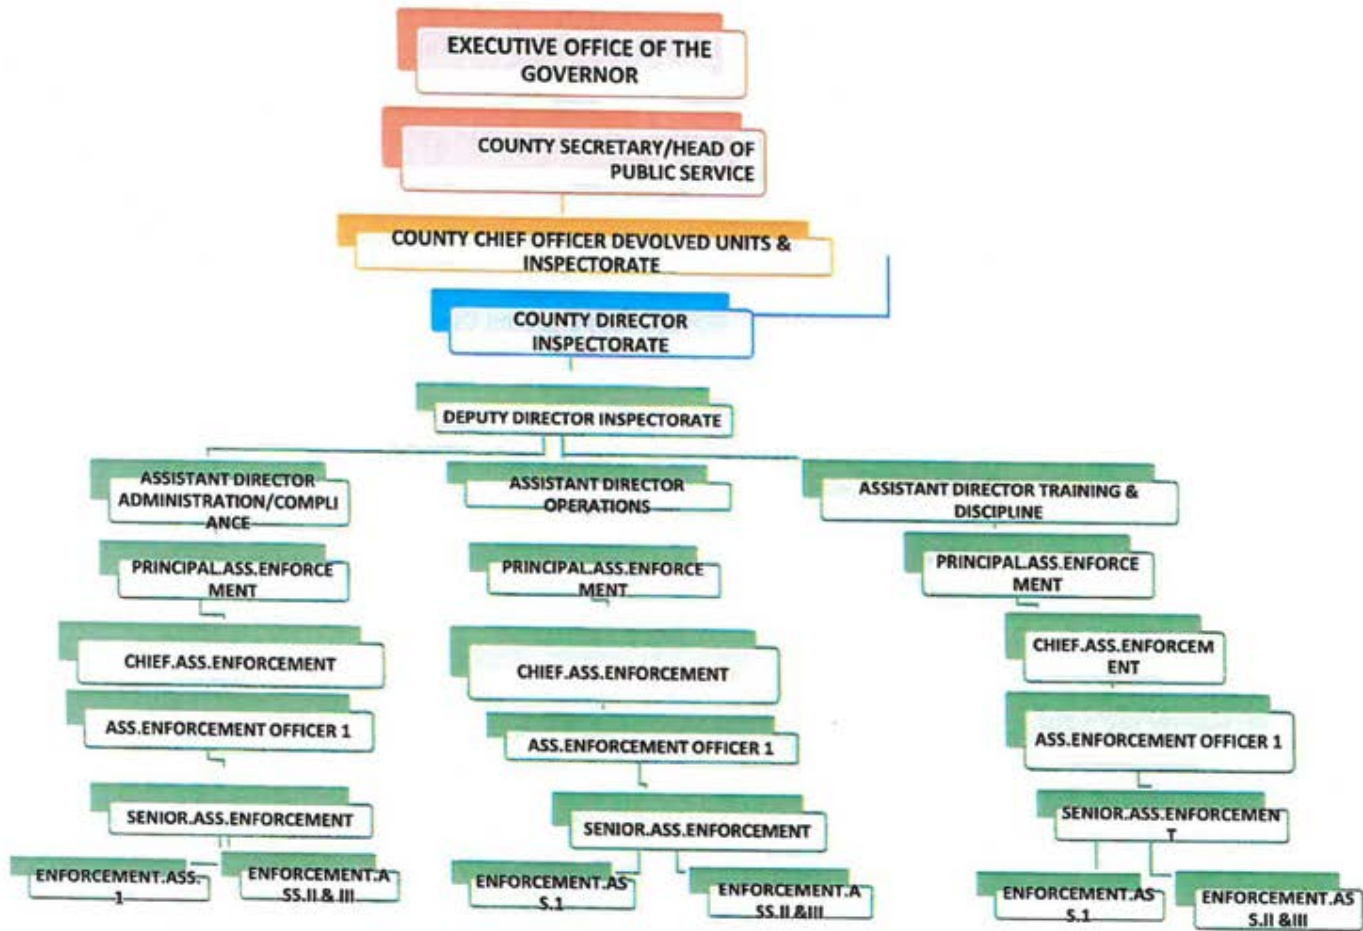 EXECUTIVE OFFICE OF THE
GOVERNOR
COUNTY SECRETARY/HEAD OF
PUBLIC SERVICE
COUNTY CHIEF OFFICER DEVOLVED UNITS &
INSPECTORATE
COUNTY DIRECTOR
INSPECTORATE
DEPUTY DIRECTOR INSPECTORATE
ASSISTANT DIRECTOR
ADMINISTRATION/COMPLI
ANCE
ASSISTANT DIRECTOR
OPERATIONS
ASSISTANT DIRECTOR TRAINING &
DISCIPLINE
PRINCIPAL.ASS.ENFORCE
MENT
PRINCIPAL.ASS.ENFORCE
MENT
PRINCIPAL.ASS.ENFORCE
MENT
CHIEF.ASS.ENFORCEMENT
CHIEF.ASS.ENFORCEMENT
CHIEF.ASS.ENFORCEM
ENT
ASS.ENFORCEMENT OFFICER 1
ASS.ENFORCEMENT OFFICER 1
ASS.ENFORCEMENT OFFICER 1
SENIOR.ASS.ENFORCEMENT
SENIOR.ASS.ENFORCEMENT
SENIOR.ASS.ENFORCEMEN
T
ENFORCEMENT.ASS.
1
ENFORCEMENT.A
SS.II & III
ENFORCEMENT.AS
S.1
ENFORCEMENT.A
SS.II &III
ENFORCEMENT.AS
S.1
ENFORCEMENT.AS
S.II &III